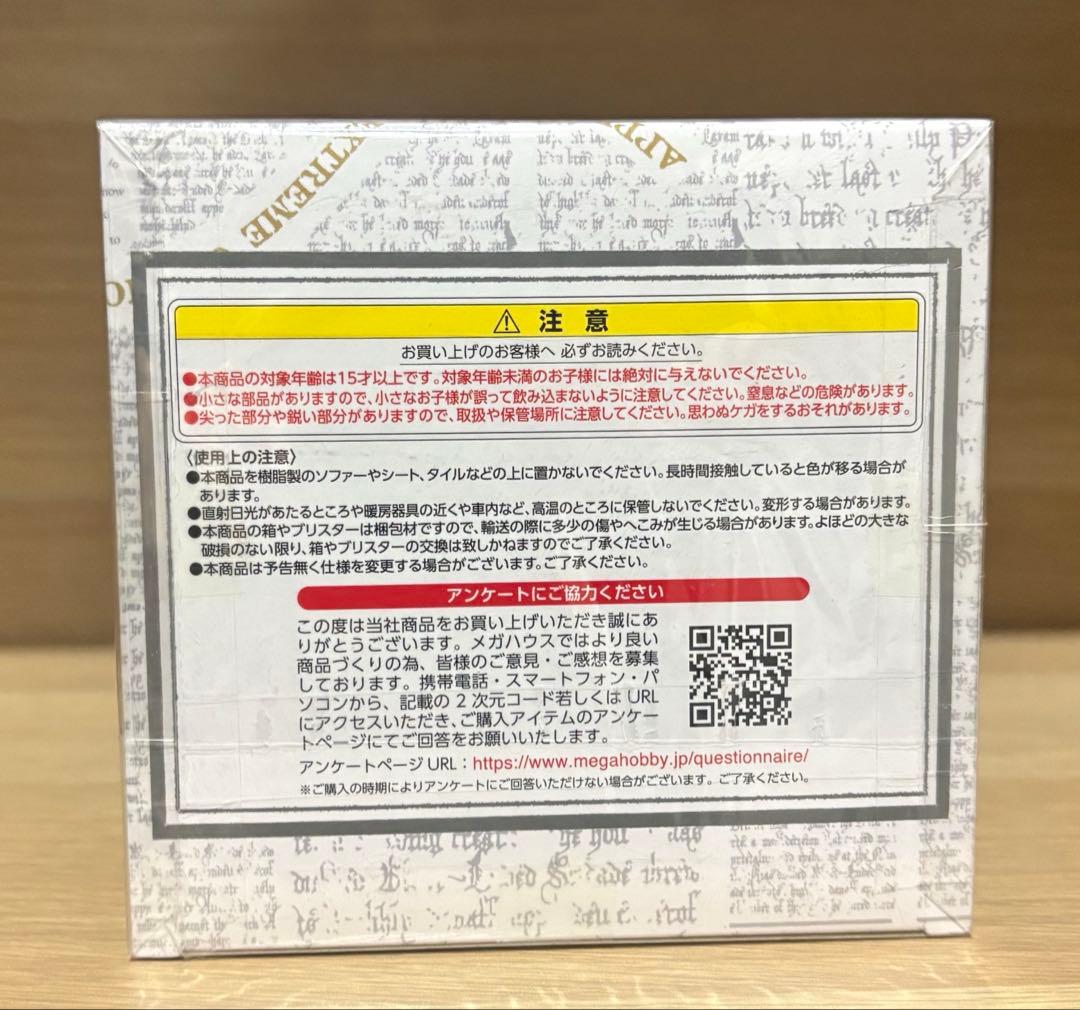 EXTREME
APP
⚠ 注 意
お買い上げのお客様へ 必ずお読みください。
●本商品の対象年齢は15才以上です。対象年齢未満のお子様には絶対に与えないでください。
●小さな部品がありますので、小さなお子様が誤って飲み込まないように注意してください。窒息などの危険があります。
●尖った部分や鋭い部分がありますので、取扱や保管場所に注意してください。思わぬケガをするおそれがあります。
〈使用上の注意〉
●本商品を樹脂製のソファーやシート、タイルなどの上に置かないでください。長時間接触していると色が移る場合が
あります。
●直射日光があたるところや暖房器具の近くや車内など、高温のところに保管しないでください。変形する場合があります。
●本商品の箱やブリスターは梱包材ですので、輸送の際に多少の傷やへこみが生じる場合があります。よほどの大きな
破損のない限り、箱やブリスターの交換は致しかねますのでご了承ください。
●本商品は予告無く仕様を変更する場合がございます。ご了承ください。
アンケートにご協力ください
この度は当社商品をお買い上げいただき誠にあ
りがとうございます。メガハウスではより良い
商品づくりの為、皆様のご意見・ご感想を募集
しております。携帯電話・スマートフォン・パ
ソコンから、記載の 2 次元コード若しくは URL
にアクセスいただき、ご購入アイテムのアンケー
トページにてご回答をお願いいたします。
アンケートページ URL：https://www.megahobby.jp/questionnaire/
※ご購入の時期によりアンケートにご回答いただけない場合がございます。ご了承ください。